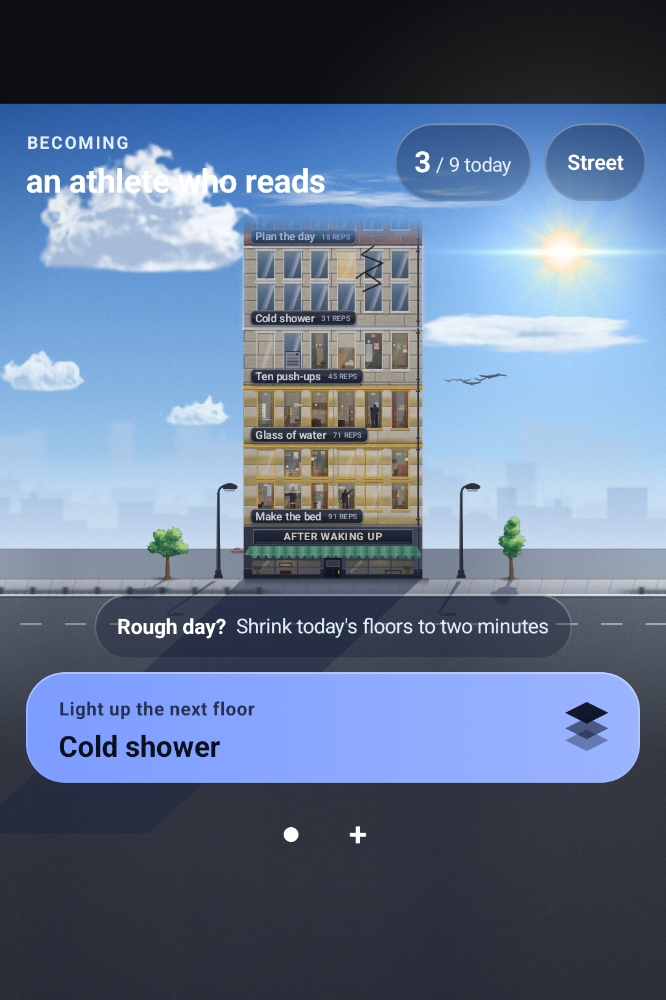 BECOMING
an athlete who reads
3 / 9 today
Street
Plan the day 18 REPS
Cold shower 31 REPS
Ten push-ups 45 REPS
Glass of water 71 REPS
Make the bed 91 REPS
AFTER WAKING UP
Rough day? Shrink today's floors to two minutes
Light up the next floor
Cold shower